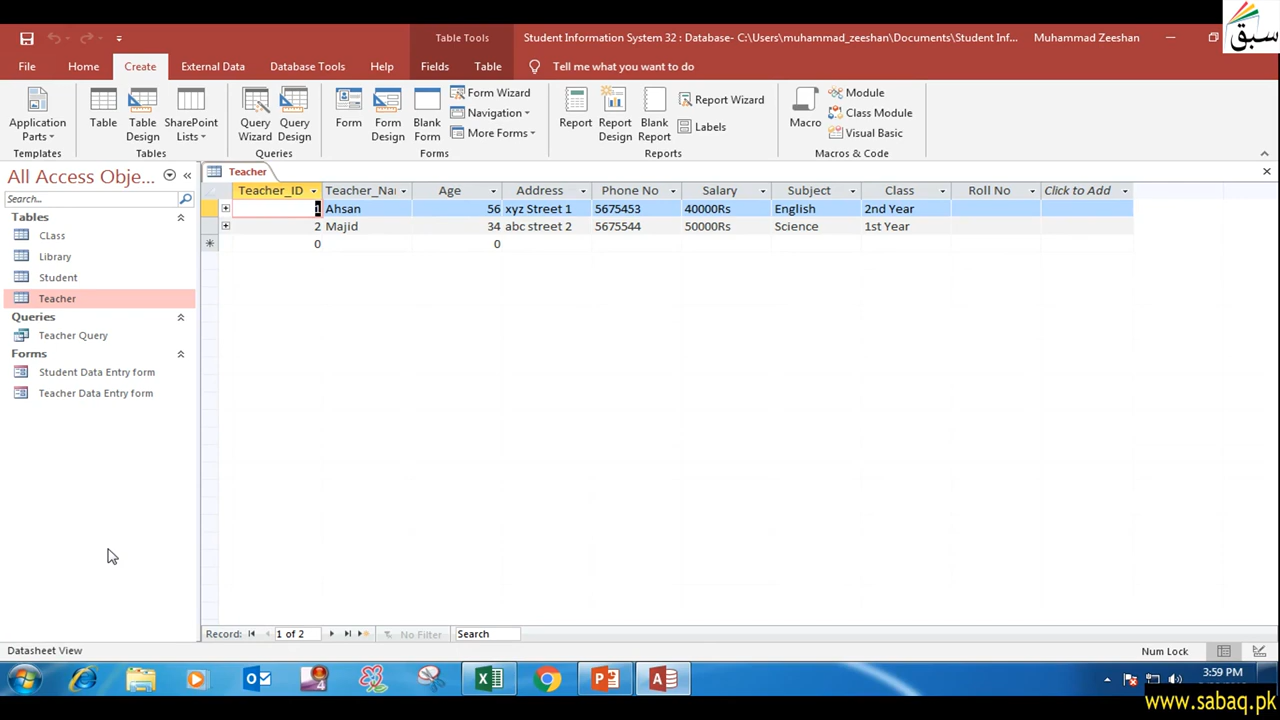 سبق
Table Tools
Student Information System 32 : Database- C:\Users\muhammad_zeeshan\Documents\Student Inf...
Muhammad Zeeshan
File Home Create External Data Database Tools Help Fields Table Tell me what you want to do
Application Parts
Templates
Table
Table Design
SharePoint Lists
Tables
Query Wizard
Query Design
Queries
Form
Form Design
Blank Form
Form Wizard
Navigation
More Forms
Forms
Report
Report Design
Blank Report
Report Wizard
Labels
Reports
Macro
Module
Class Module
Visual Basic
Macros & Code
All Access Obje...
Search...
Tables
CLass
Library
Student
Teacher
Queries
Teacher Query
Forms
Student Data Entry form
Teacher Data Entry form
Teacher
Teacher_ID Teacher_Nai Age Address Phone No Salary Subject Class Roll No Click to Add
1 Ahsan 56 xyz Street 1 5675453 40000Rs English 2nd Year
2 Majid 34 abc street 2 5675544 50000Rs Science 1st Year
0 0
Record: 1 of 2 No Filter Search
Datasheet View
Num Lock
3:59 PM
www.sabaq.pk